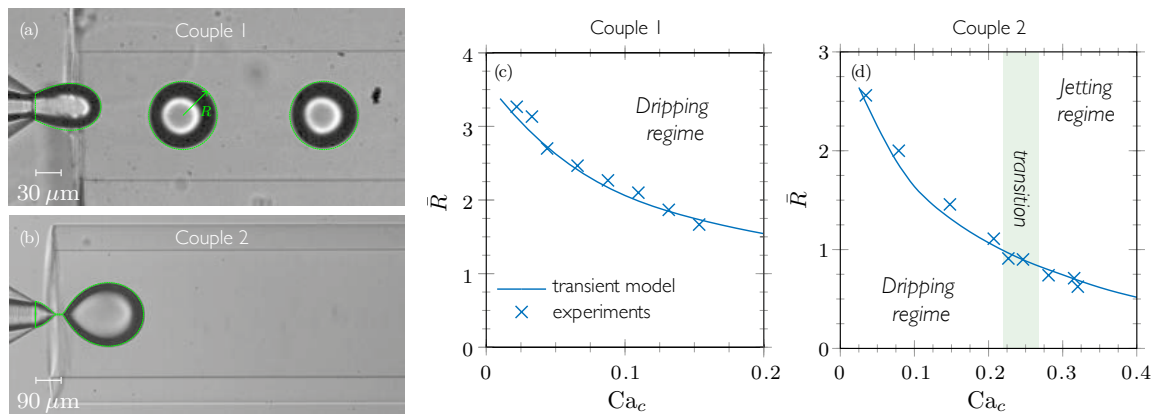 (a)
Couple 1
R
30 μm
(b)
Couple 2
90 μm
Couple 1
(c)
Dripping
regime
transient model
experiments
R̄
4
3
2
1
0
0
0.1
0.2
Ca_c
Couple 2
(d)
Jetting
regime
transition
Dripping
regime
R̄
3
2
1
0
0
0.1
0.2
0.3
0.4
Ca_c